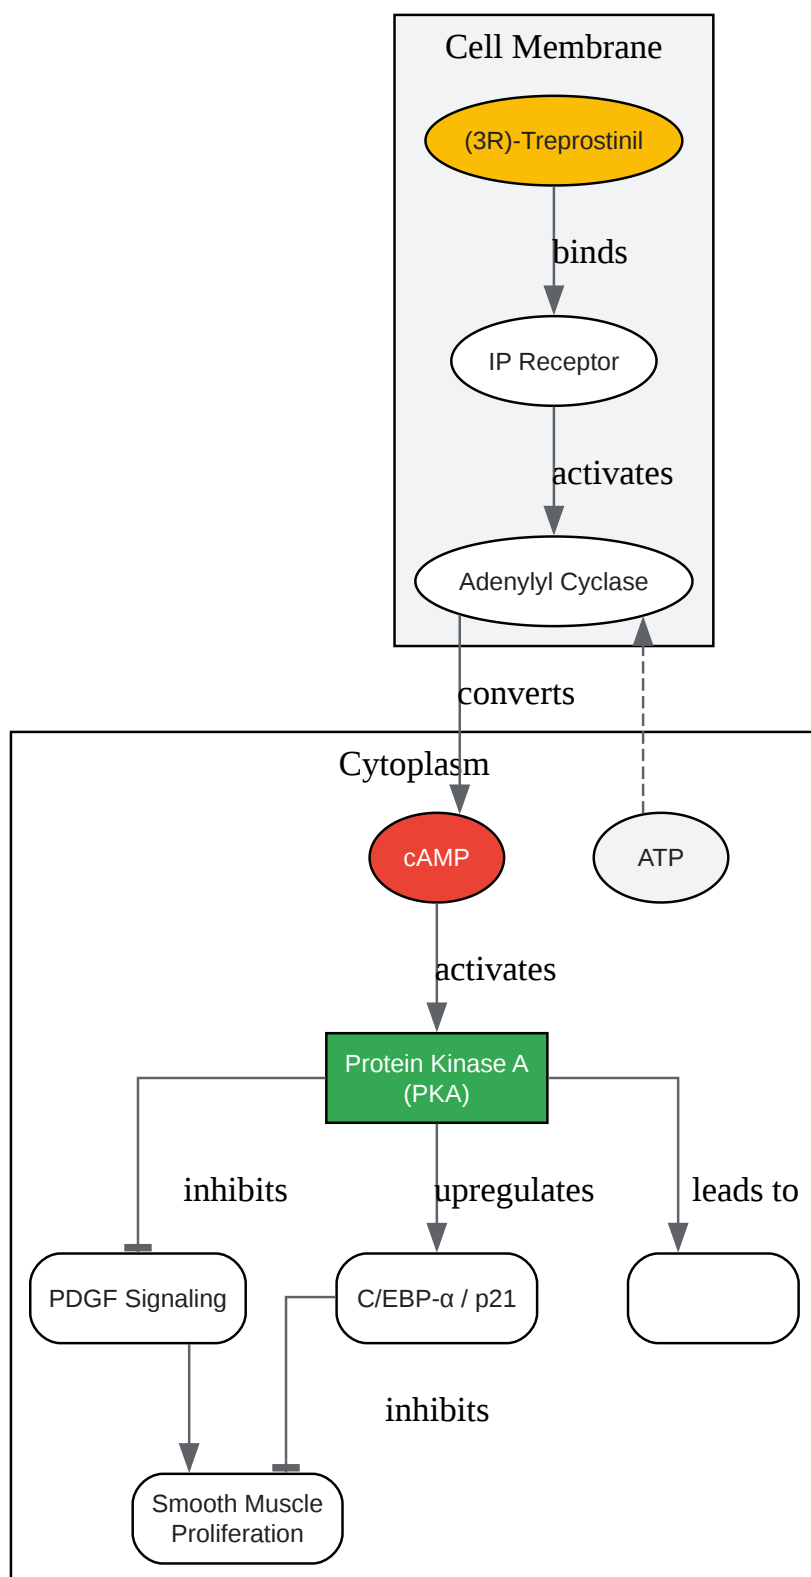 Cell Membrane
(3R)-Treprostinil
binds
IP Receptor
activates
Adenylyl Cyclase
converts
Cytoplasm
cAMP
ATP
activates
Protein Kinase A
(PKA)
inhibits
upregulates
leads to
PDGF Signaling
C/EBP-α / p21
inhibits
Smooth Muscle
Proliferation